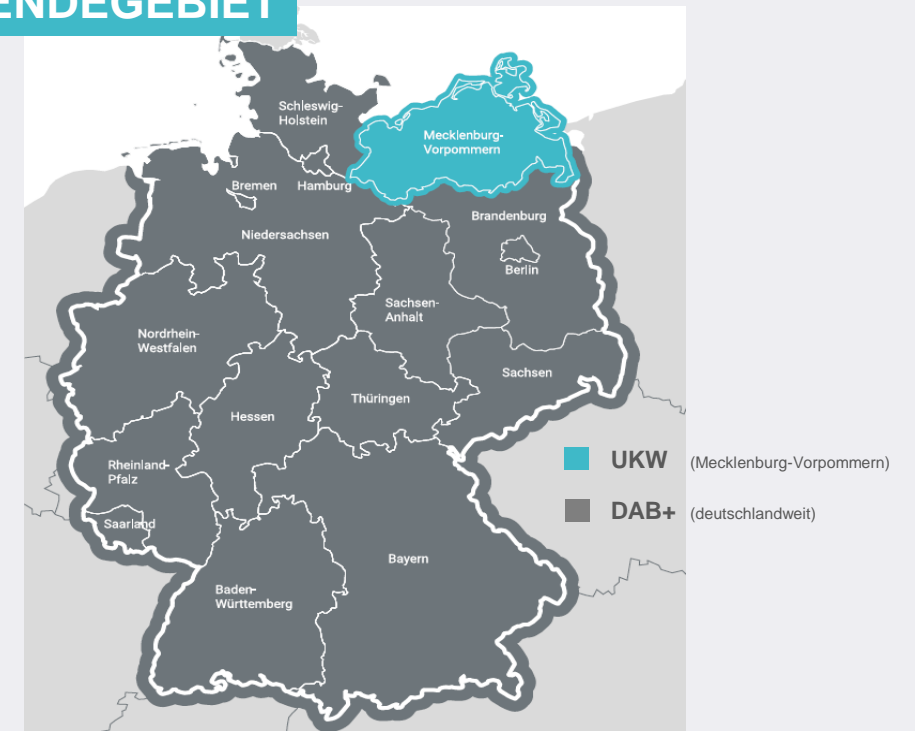 ENDEGEBIET
Schleswig-
Holstein
Mecklenburg-
Vorpommern
Bremen
Hamburg
Brandenburg
Niedersachsen
Berlin
Sachsen-
Anhalt
Nordrhein-
Westfalen
Sachsen
Thüringen
Hessen
UKW (Mecklenburg-Vorpommern)
Rheinland-
Pfalz
DAB+ (deutschlandweit)
Saarland
Bayern
Baden-
Württemberg